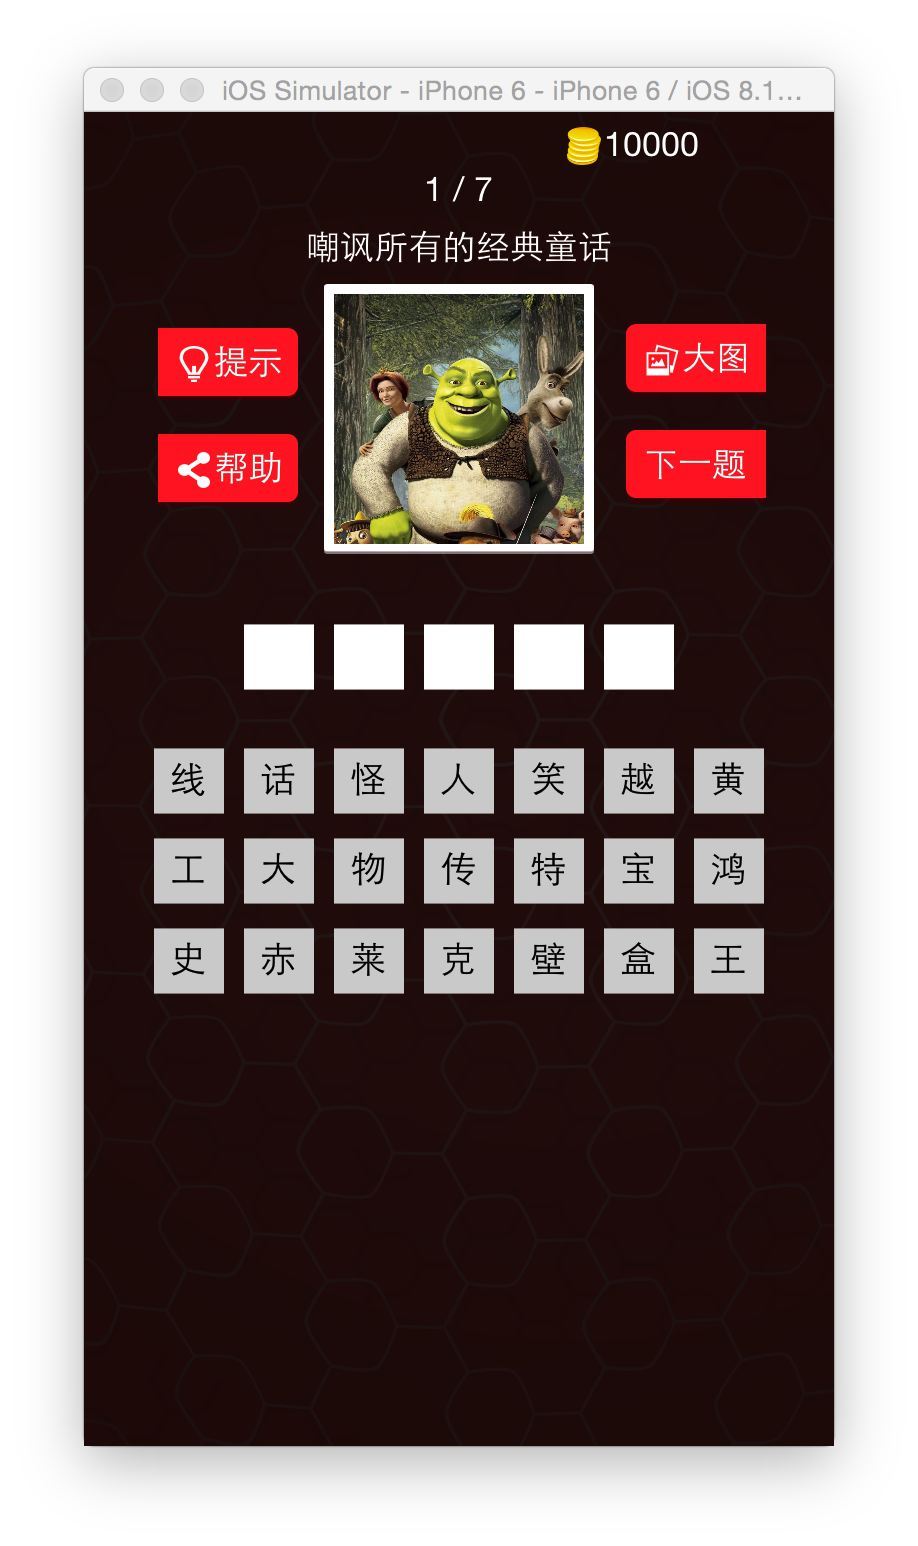 iOS Simulator - iPhone 6 - iPhone 6 / iOS 8.1...
10000
1 / 7
嘲讽所有的经典童话
提示
大图
帮助
下一题
线 话 怪 人 笑 越 黄
工 大 物 传 特 宝 鸿
史 赤 莱 克 壁 盒 王